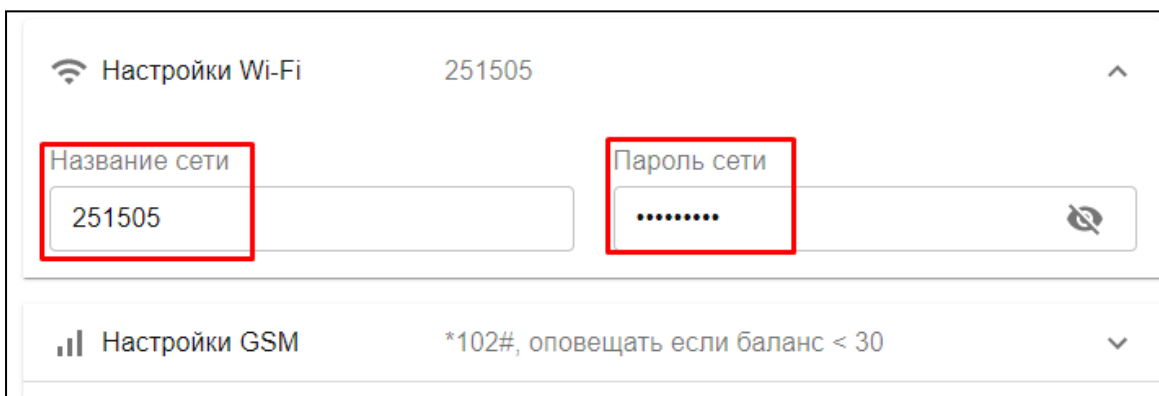 Настройки Wi-Fi 251505
Название сети Пароль сети
251505 •••••••••
Настройки GSM *102#, оповещать если баланс < 30